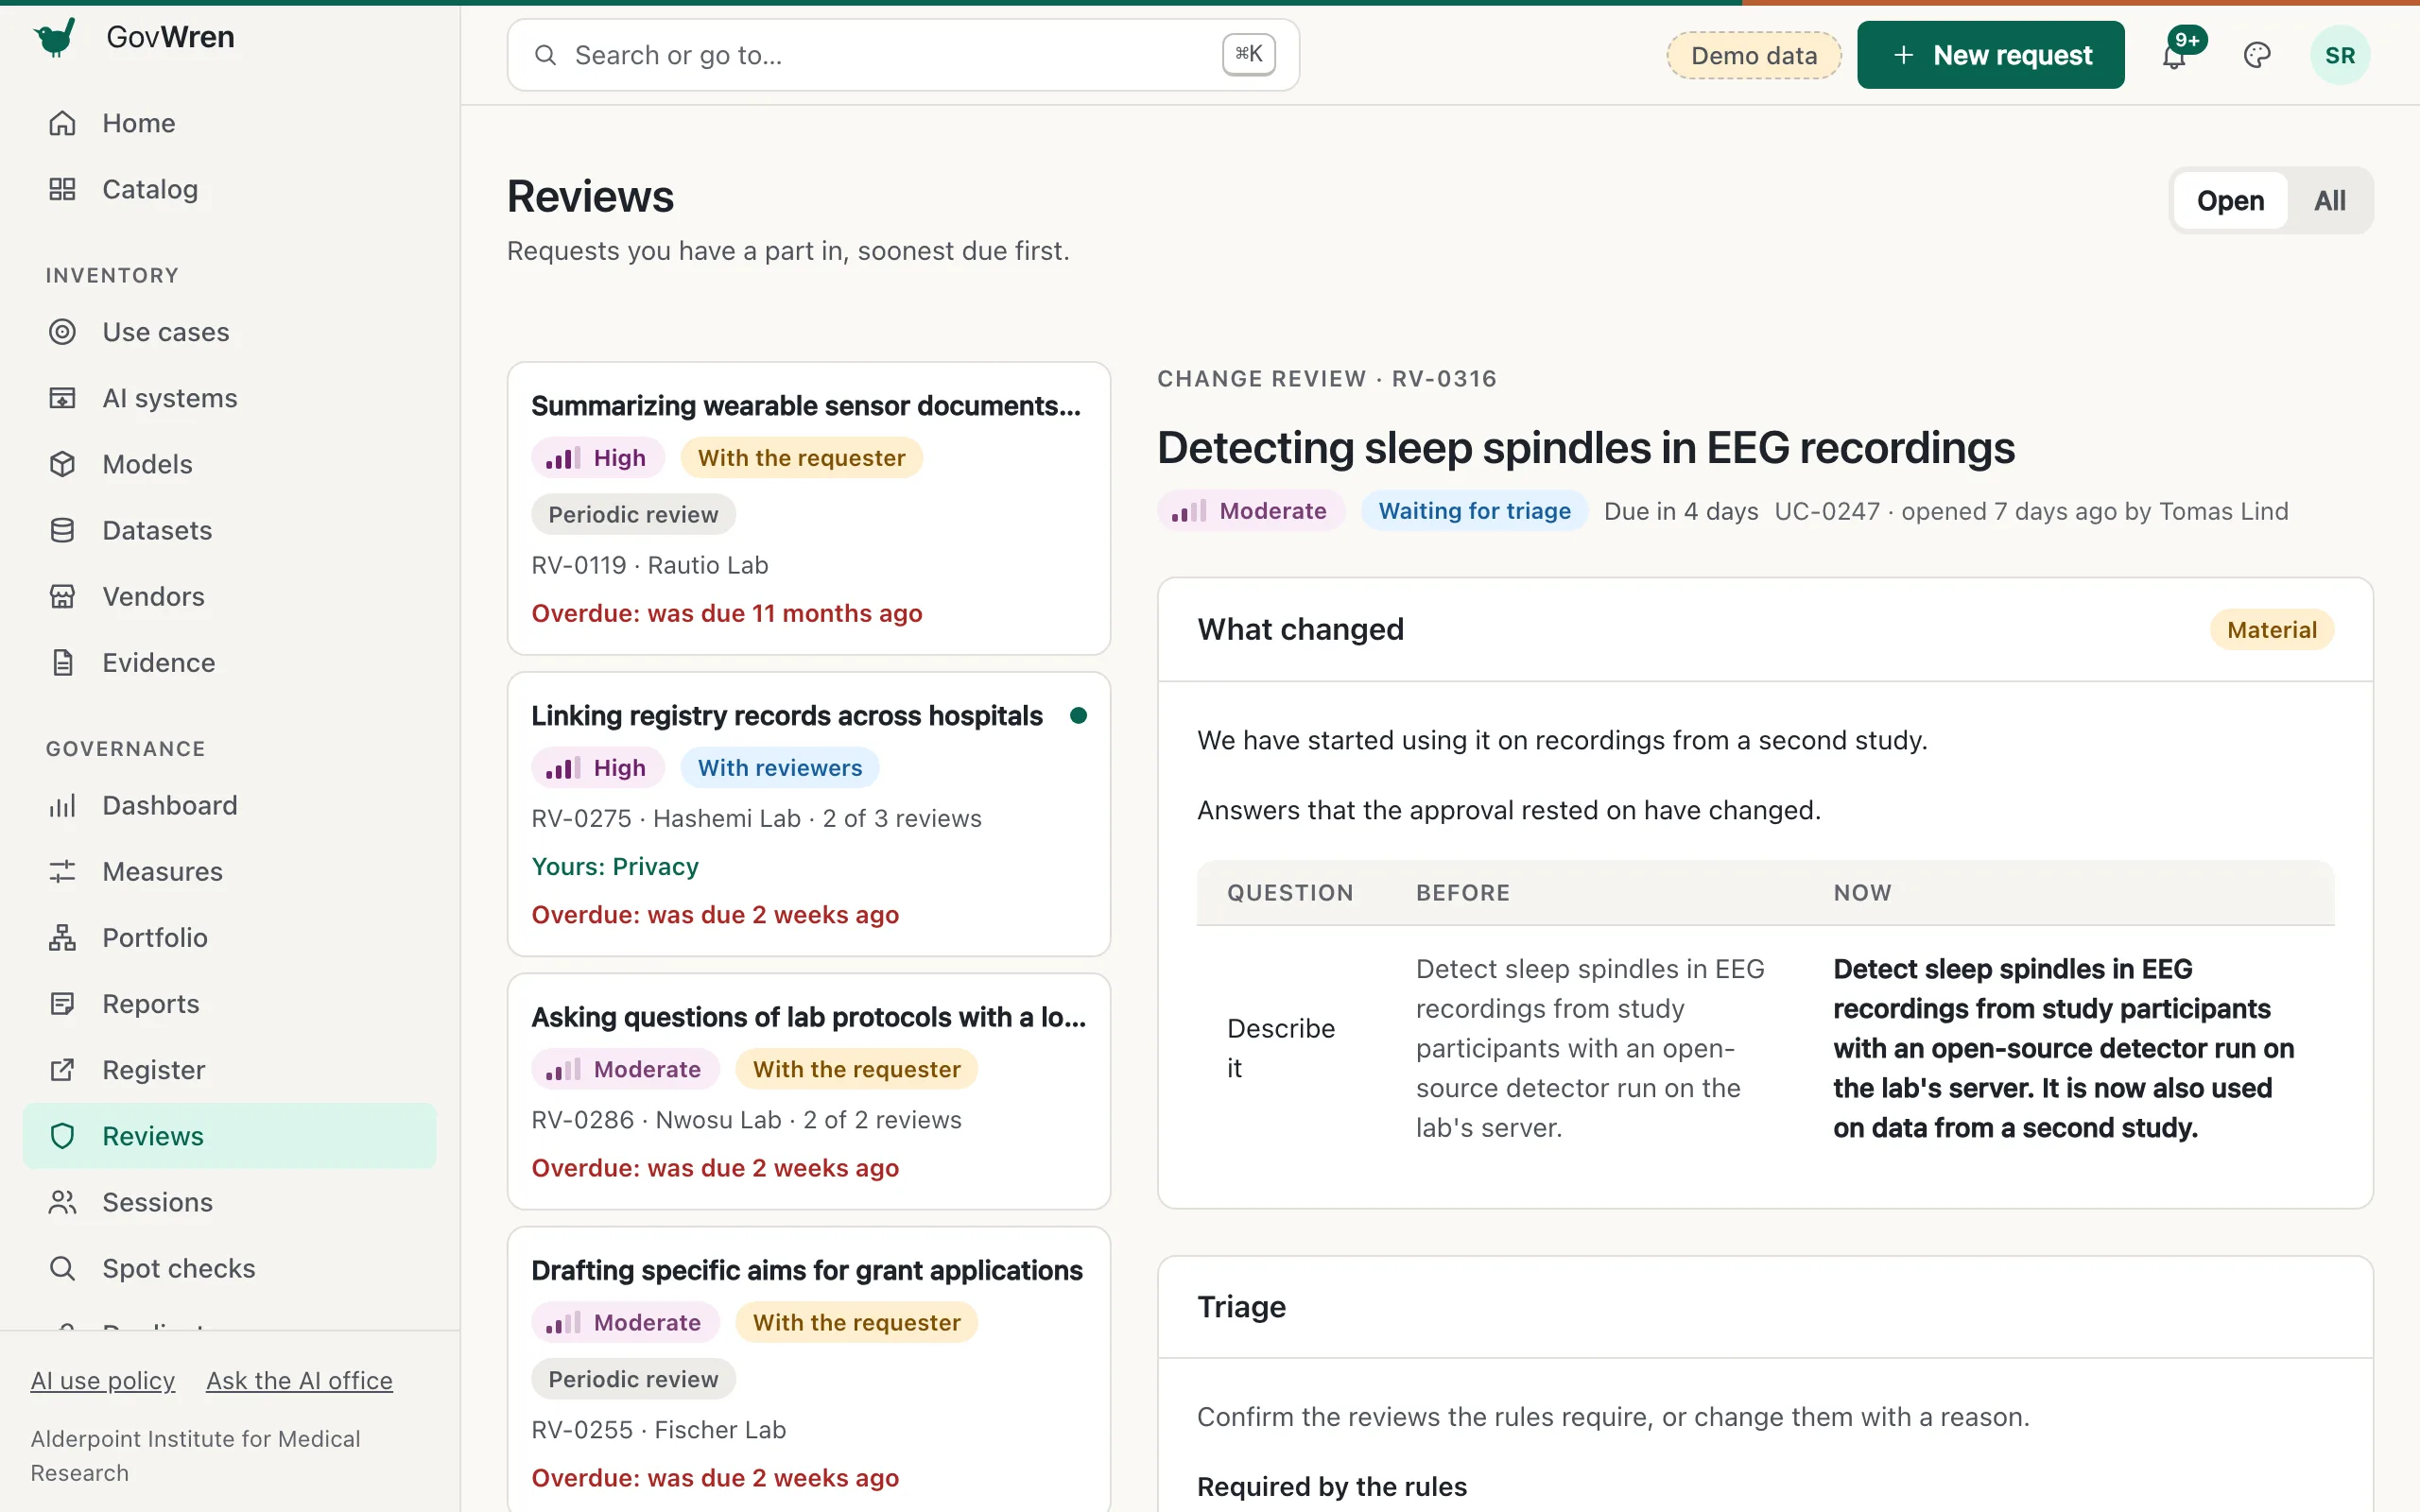 GovWren
Search or go to...
⌘K
Demo data
+ New request
9+
SR
Home
Catalog
INVENTORY
Use cases
AI systems
Models
Datasets
Vendors
Evidence
GOVERNANCE
Dashboard
Measures
Portfolio
Reports
Register
Reviews
Sessions
Spot checks
AI use policy
Ask the AI office
Alderpoint Institute for Medical
Research
Reviews
Requests you have a part in, soonest due first.
Open
All
Summarizing wearable sensor documents...
High
With the requester
Periodic review
RV-0119 · Rautio Lab
Overdue: was due 11 months ago
Linking registry records across hospitals
High
With reviewers
RV-0275 · Hashemi Lab · 2 of 3 reviews
Yours: Privacy
Overdue: was due 2 weeks ago
Asking questions of lab protocols with a lo...
Moderate
With the requester
RV-0286 · Nwosu Lab · 2 of 2 reviews
Overdue: was due 2 weeks ago
Drafting specific aims for grant applications
Moderate
With the requester
Periodic review
RV-0255 · Fischer Lab
Overdue: was due 2 weeks ago
CHANGE REVIEW · RV-0316
Detecting sleep spindles in EEG recordings
Moderate
Waiting for triage
Due in 4 days
UC-0247 · opened 7 days ago by Tomas Lind
What changed
Material
We have started using it on recordings from a second study.
Answers that the approval rested on have changed.
QUESTION
BEFORE
NOW
Describe
it
Detect sleep spindles in EEG
recordings from study
participants with an open-
source detector run on the
lab's server.
Detect sleep spindles in EEG
recordings from study participants
with an open-source detector run on
the lab's server. It is now also used
on data from a second study.
Triage
Confirm the reviews the rules require, or change them with a reason.
Required by the rules